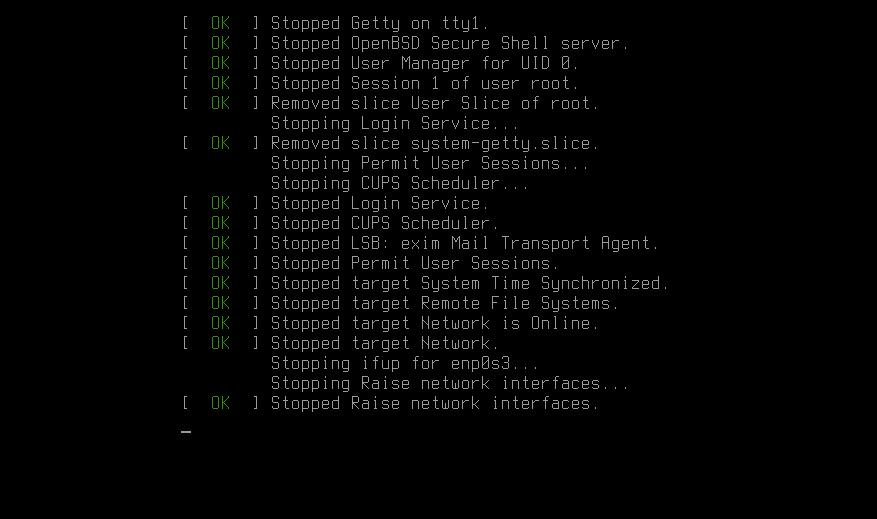 [  OK  ] Stopped Getty on tty1.
[  OK  ] Stopped OpenBSD Secure Shell server.
[  OK  ] Stopped User Manager for UID 0.
[  OK  ] Stopped Session 1 of user root.
[  OK  ] Removed slice User Slice of root.
         Stopping Login Service...
[  OK  ] Removed slice system-getty.slice.
         Stopping Permit User Sessions...
         Stopping CUPS Scheduler...
[  OK  ] Stopped Login Service.
[  OK  ] Stopped CUPS Scheduler.
[  OK  ] Stopped LSB: exim Mail Transport Agent.
[  OK  ] Stopped Permit User Sessions.
[  OK  ] Stopped target System Time Synchronized.
[  OK  ] Stopped target Remote File Systems.
[  OK  ] Stopped target Network is Online.
[  OK  ] Stopped target Network.
         Stopping ifup for enp0s3...
         Stopping Raise network interfaces...
[  OK  ] Stopped Raise network interfaces.